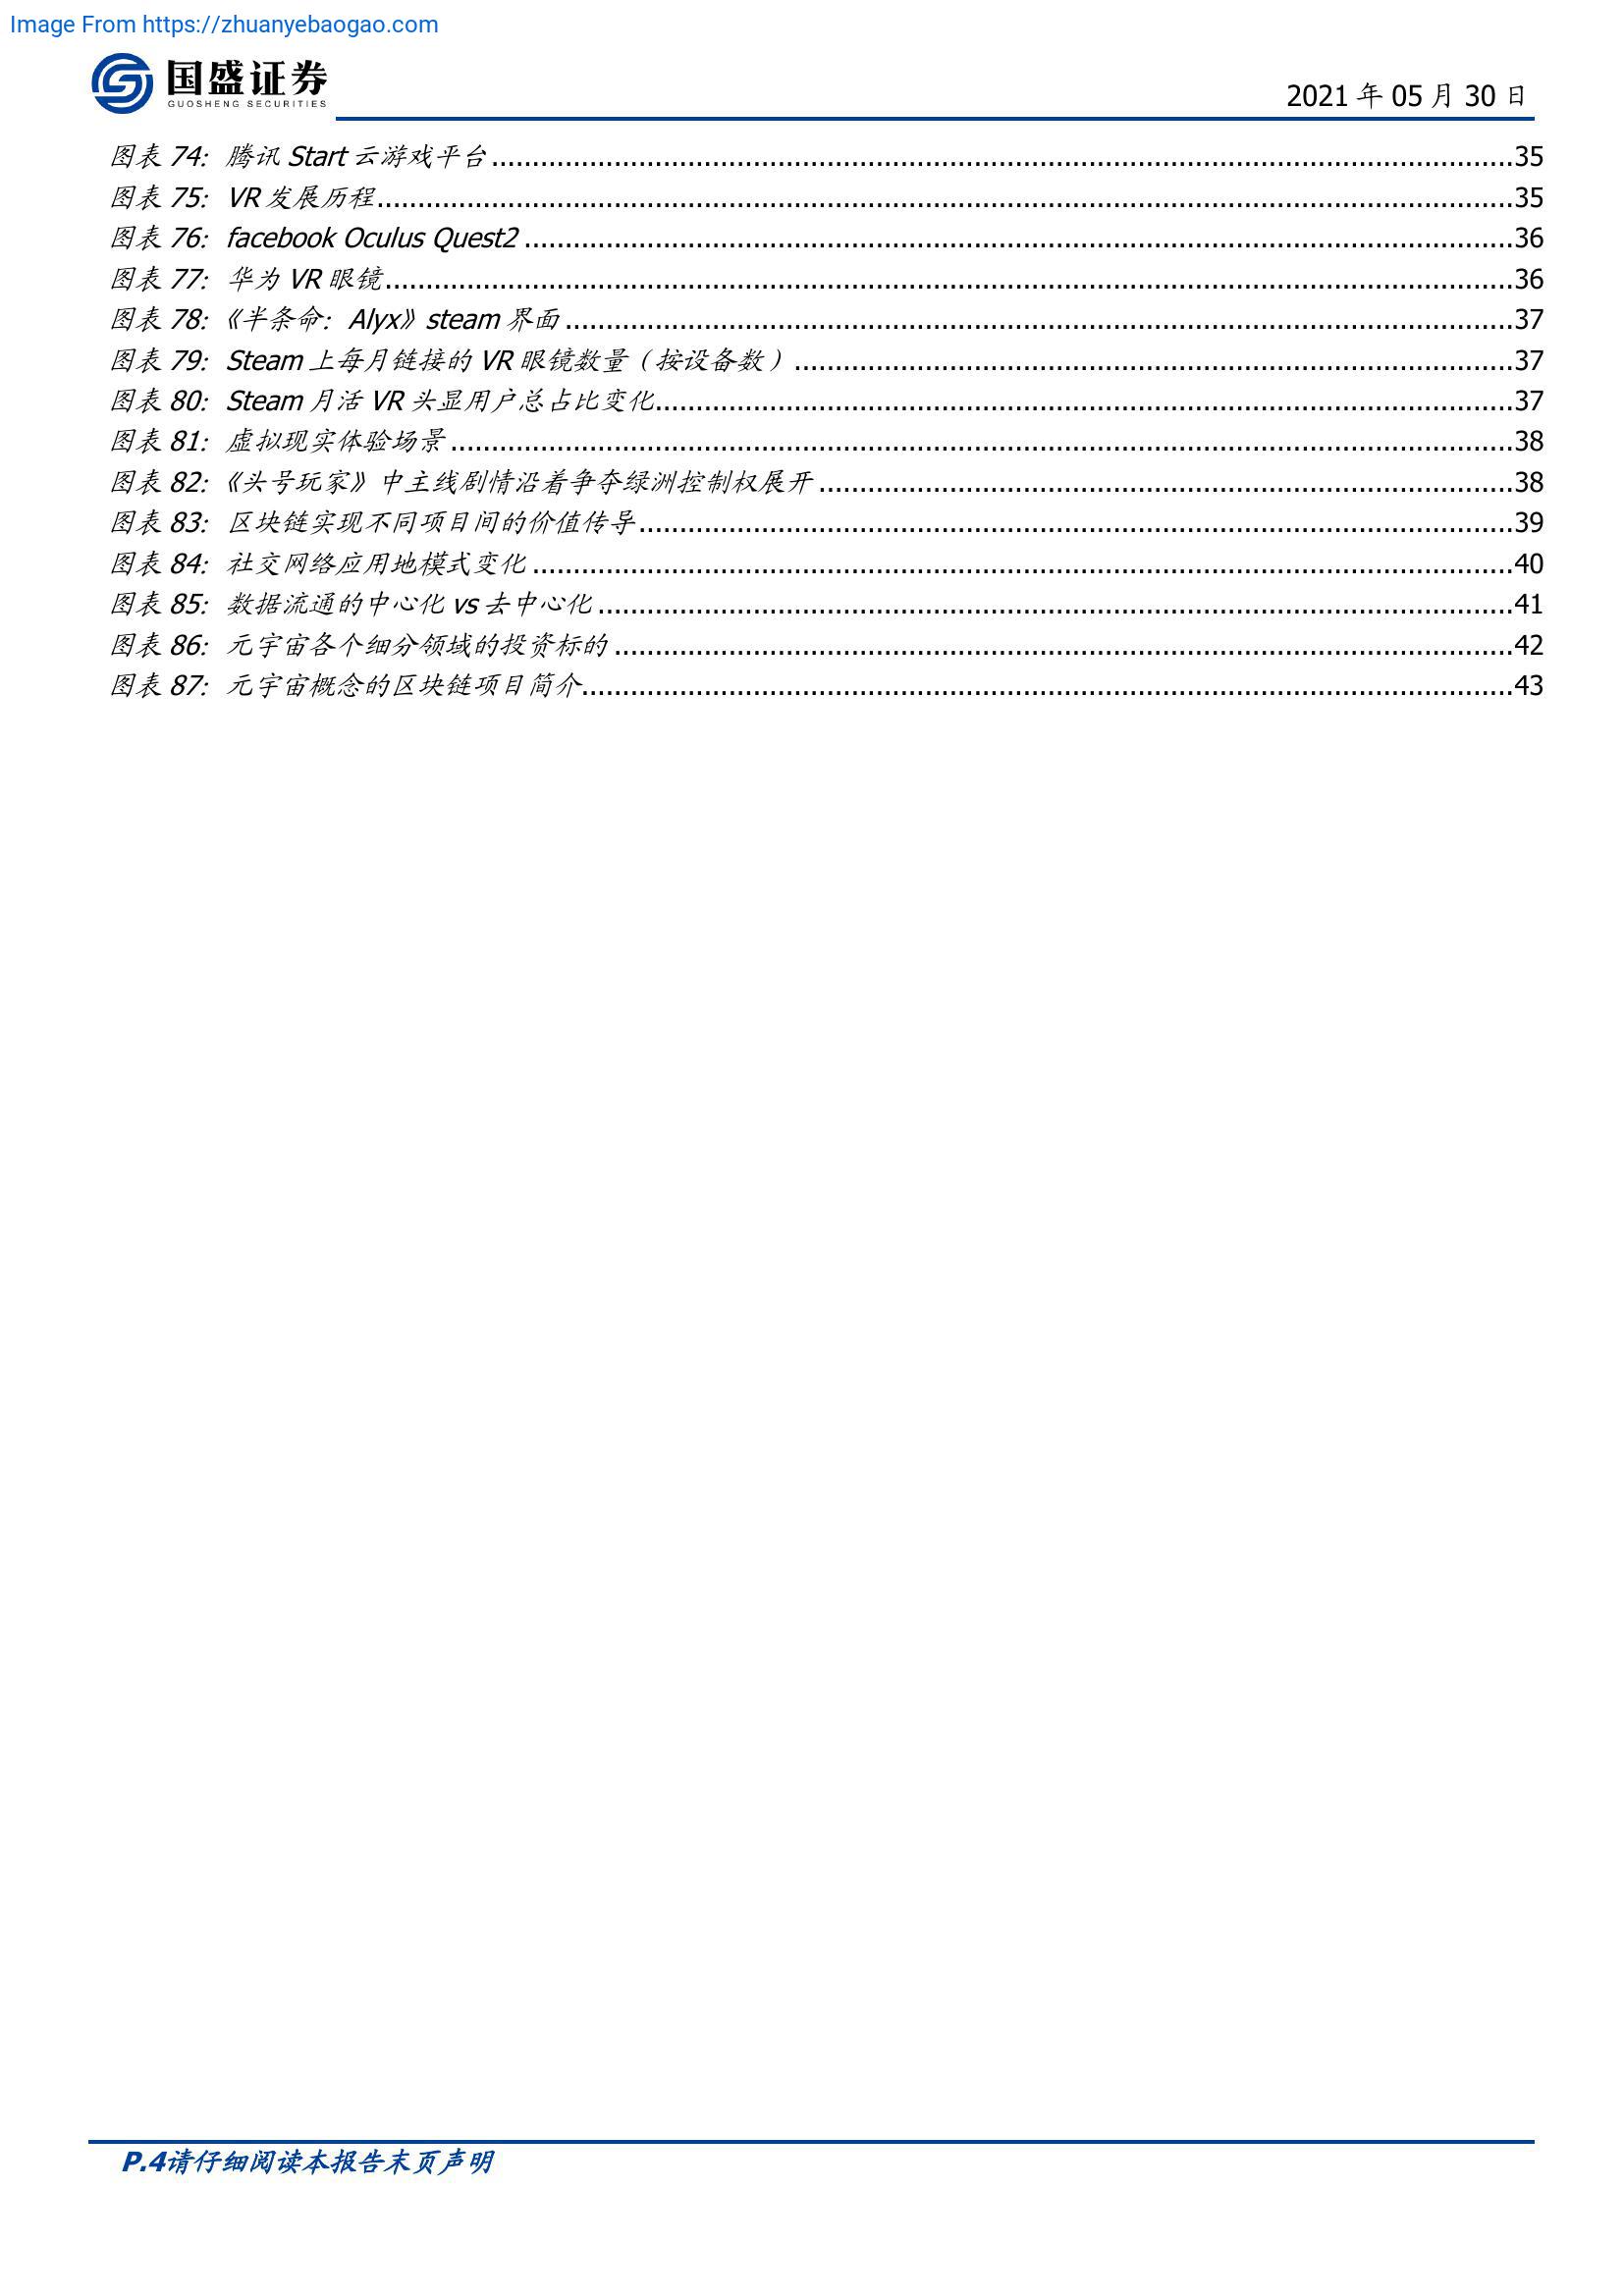 Image From https://zhuanyebaogao.com
国盛证券
GUOSHENG SECURITIES
2021 年 05 月 30 日
图表 74: 腾讯 Start 云游戏平台 35
图表 75: VR 发展历程 35
图表 76: facebook Oculus Quest2 36
图表 77: 华为 VR 眼镜 36
图表 78:《半条命: Alyx》steam 界面 37
图表 79: Steam 上每月链接的 VR 眼镜数量（按设备数） 37
图表 80: Steam 月活 VR 头显用户总占比变化 37
图表 81: 虚拟现实体验场景 38
图表 82:《头号玩家》中主线剧情沿着争夺绿洲控制权展开 38
图表 83: 区块链实现不同项目间的价值传导 39
图表 84: 社交网络应用地模式变化 40
图表 85: 数据流通的中心化 vs 去中心化 41
图表 86: 元宇宙各个细分领域的投资标的 42
图表 87: 元宇宙概念的区块链项目简介 43
P.4请仔细阅读本报告末页声明